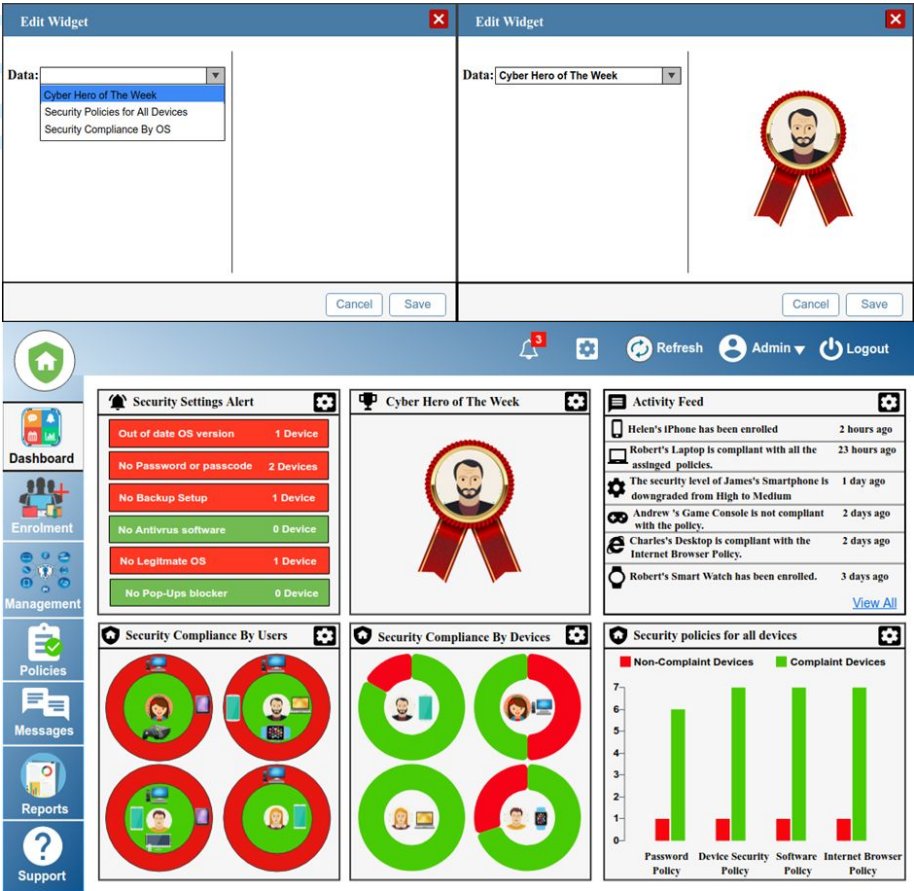 Edit Widget
Data:
Cyber Hero of The Week
Security Policies for All Devices
Security Compliance By OS
Cancel Save
Edit Widget
Data: Cyber Hero of The Week
Cancel Save
3
Refresh Admin Logout
Dashboard
Enrolment
Management
Policies
Messages
Reports
Support
Security Settings Alert
Out of date OS version 1 Device
No Password or passcode 2 Devices
No Backup Setup 1 Device
No Antivrus software 0 Device
No Legitmate OS 1 Device
No Pop-Ups blocker 0 Device
Cyber Hero of The Week
Activity Feed
Helen's iPhone has been enrolled 2 hours ago
Robert's Laptop is compliant with all the 23 hours ago
assinged policies.
The security level of James's Smartphone is 1 day ago
downgraded from High to Medium
Andrew 's Game Console is not compliant 2 days ago
with the policy.
Charles's Desktop is compliant with the 2 days ago
Internet Browser Policy.
Robert's Smart Watch has been enrolled. 3 days ago
View All
Security Compliance By Users
Security Compliance By Devices
Security policies for all devices
Non-Complaint Devices Complaint Devices
7
6
5
4
3
2
1
0
Password Device Security Software Internet Browser
Policy Policy Policy Policy